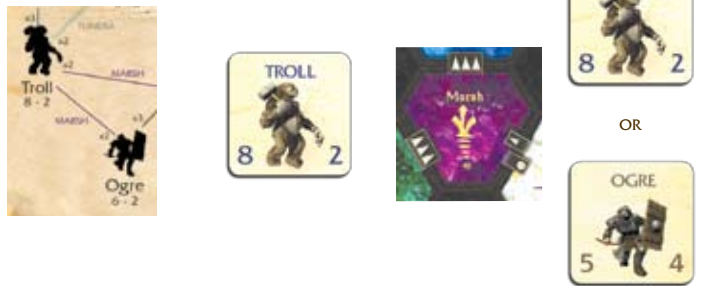 x3
TUNDRA
x2
x2
MARSH
Troll
8 - 2
MARSH
x3
x2
Ogre
6 - 2
TROLL
8 2
Marsh
8 2
OR
OGRE
5 4